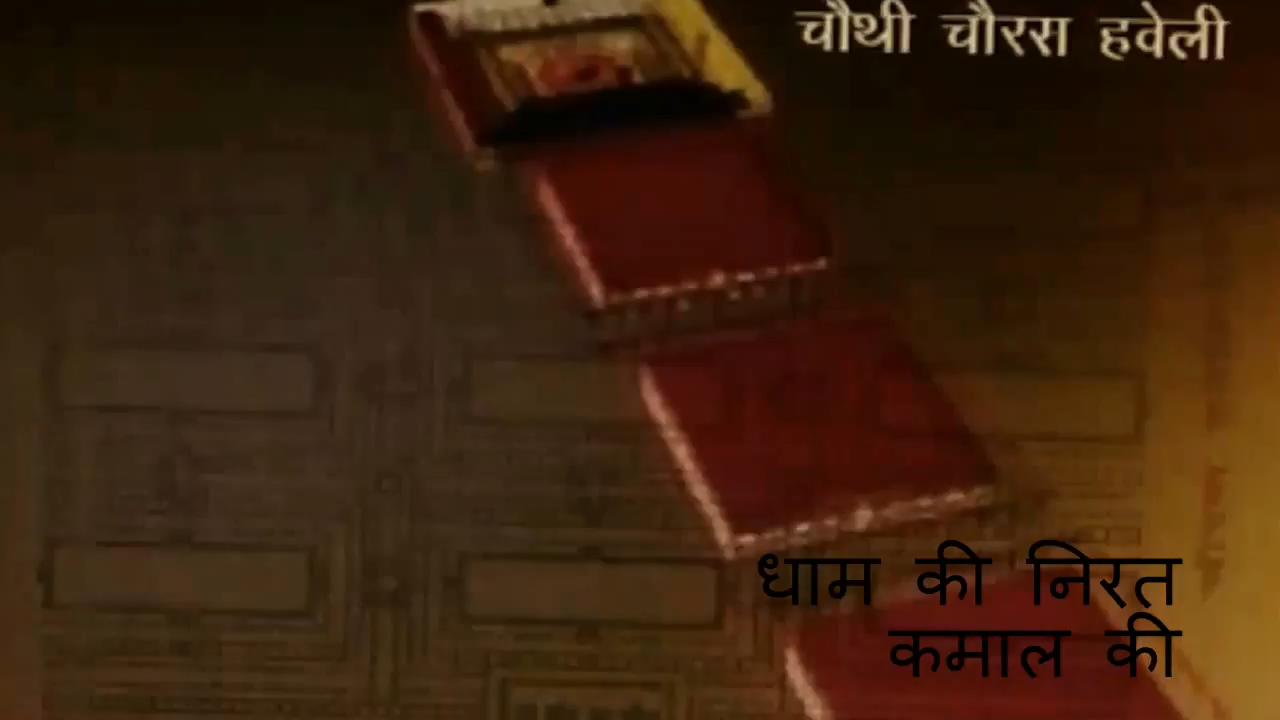 चौथी चौरस हवेली
धाम की निरत
कमाल की